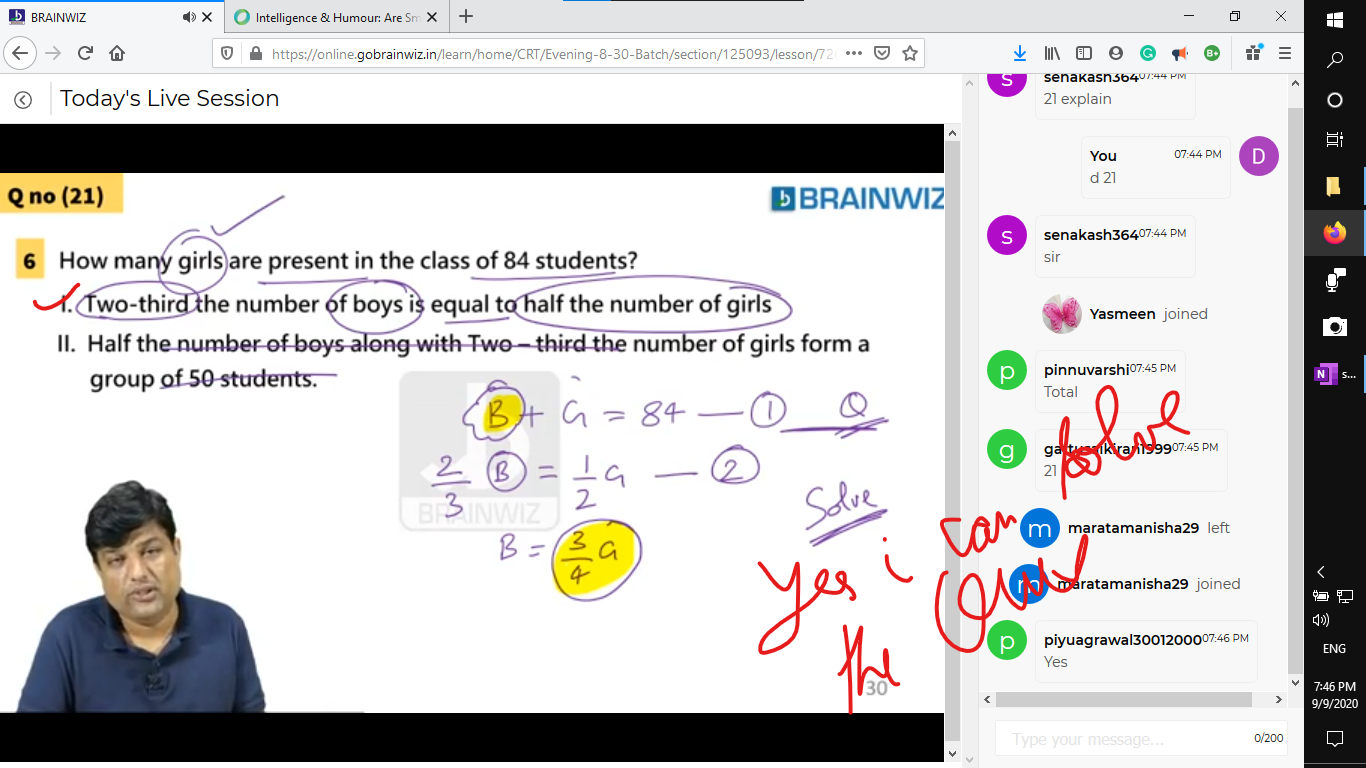 BRAINWIZ
Intelligence & Humour: Are Sm
https://online.gobrainwiz.in/learn/home/CRT/Evening-8-30-Batch/section/125093/lesson/72
Today's Live Session
Q no (21)
BRAINWIZ
6 How many girls are present in the class of 84 students?
I. Two-third the number of boys is equal to half the number of girls
II. Half the number of boys along with Two – third the number of girls form a
group of 50 students.
B + G = 84 — 1 Q
2/3 B = 1/2 G — 2
B = 3/4 G
Solve
BRAINWIZ
Yes i can solve
the
30
senakash364 07:44 PM
21 explain
You 07:44 PM
d 21
D
s
senakash364 07:44 PM
sir
Yasmeen joined
p
pinnuvarshi 07:45 PM
Total
g
07:45 PM
21
m
maratamanisha29 left
m
maratamanisha29 joined
p
piyuagrawal30012000 07:46 PM
Yes
Type your message...
0/200
ENG
7:46 PM
9/9/2020